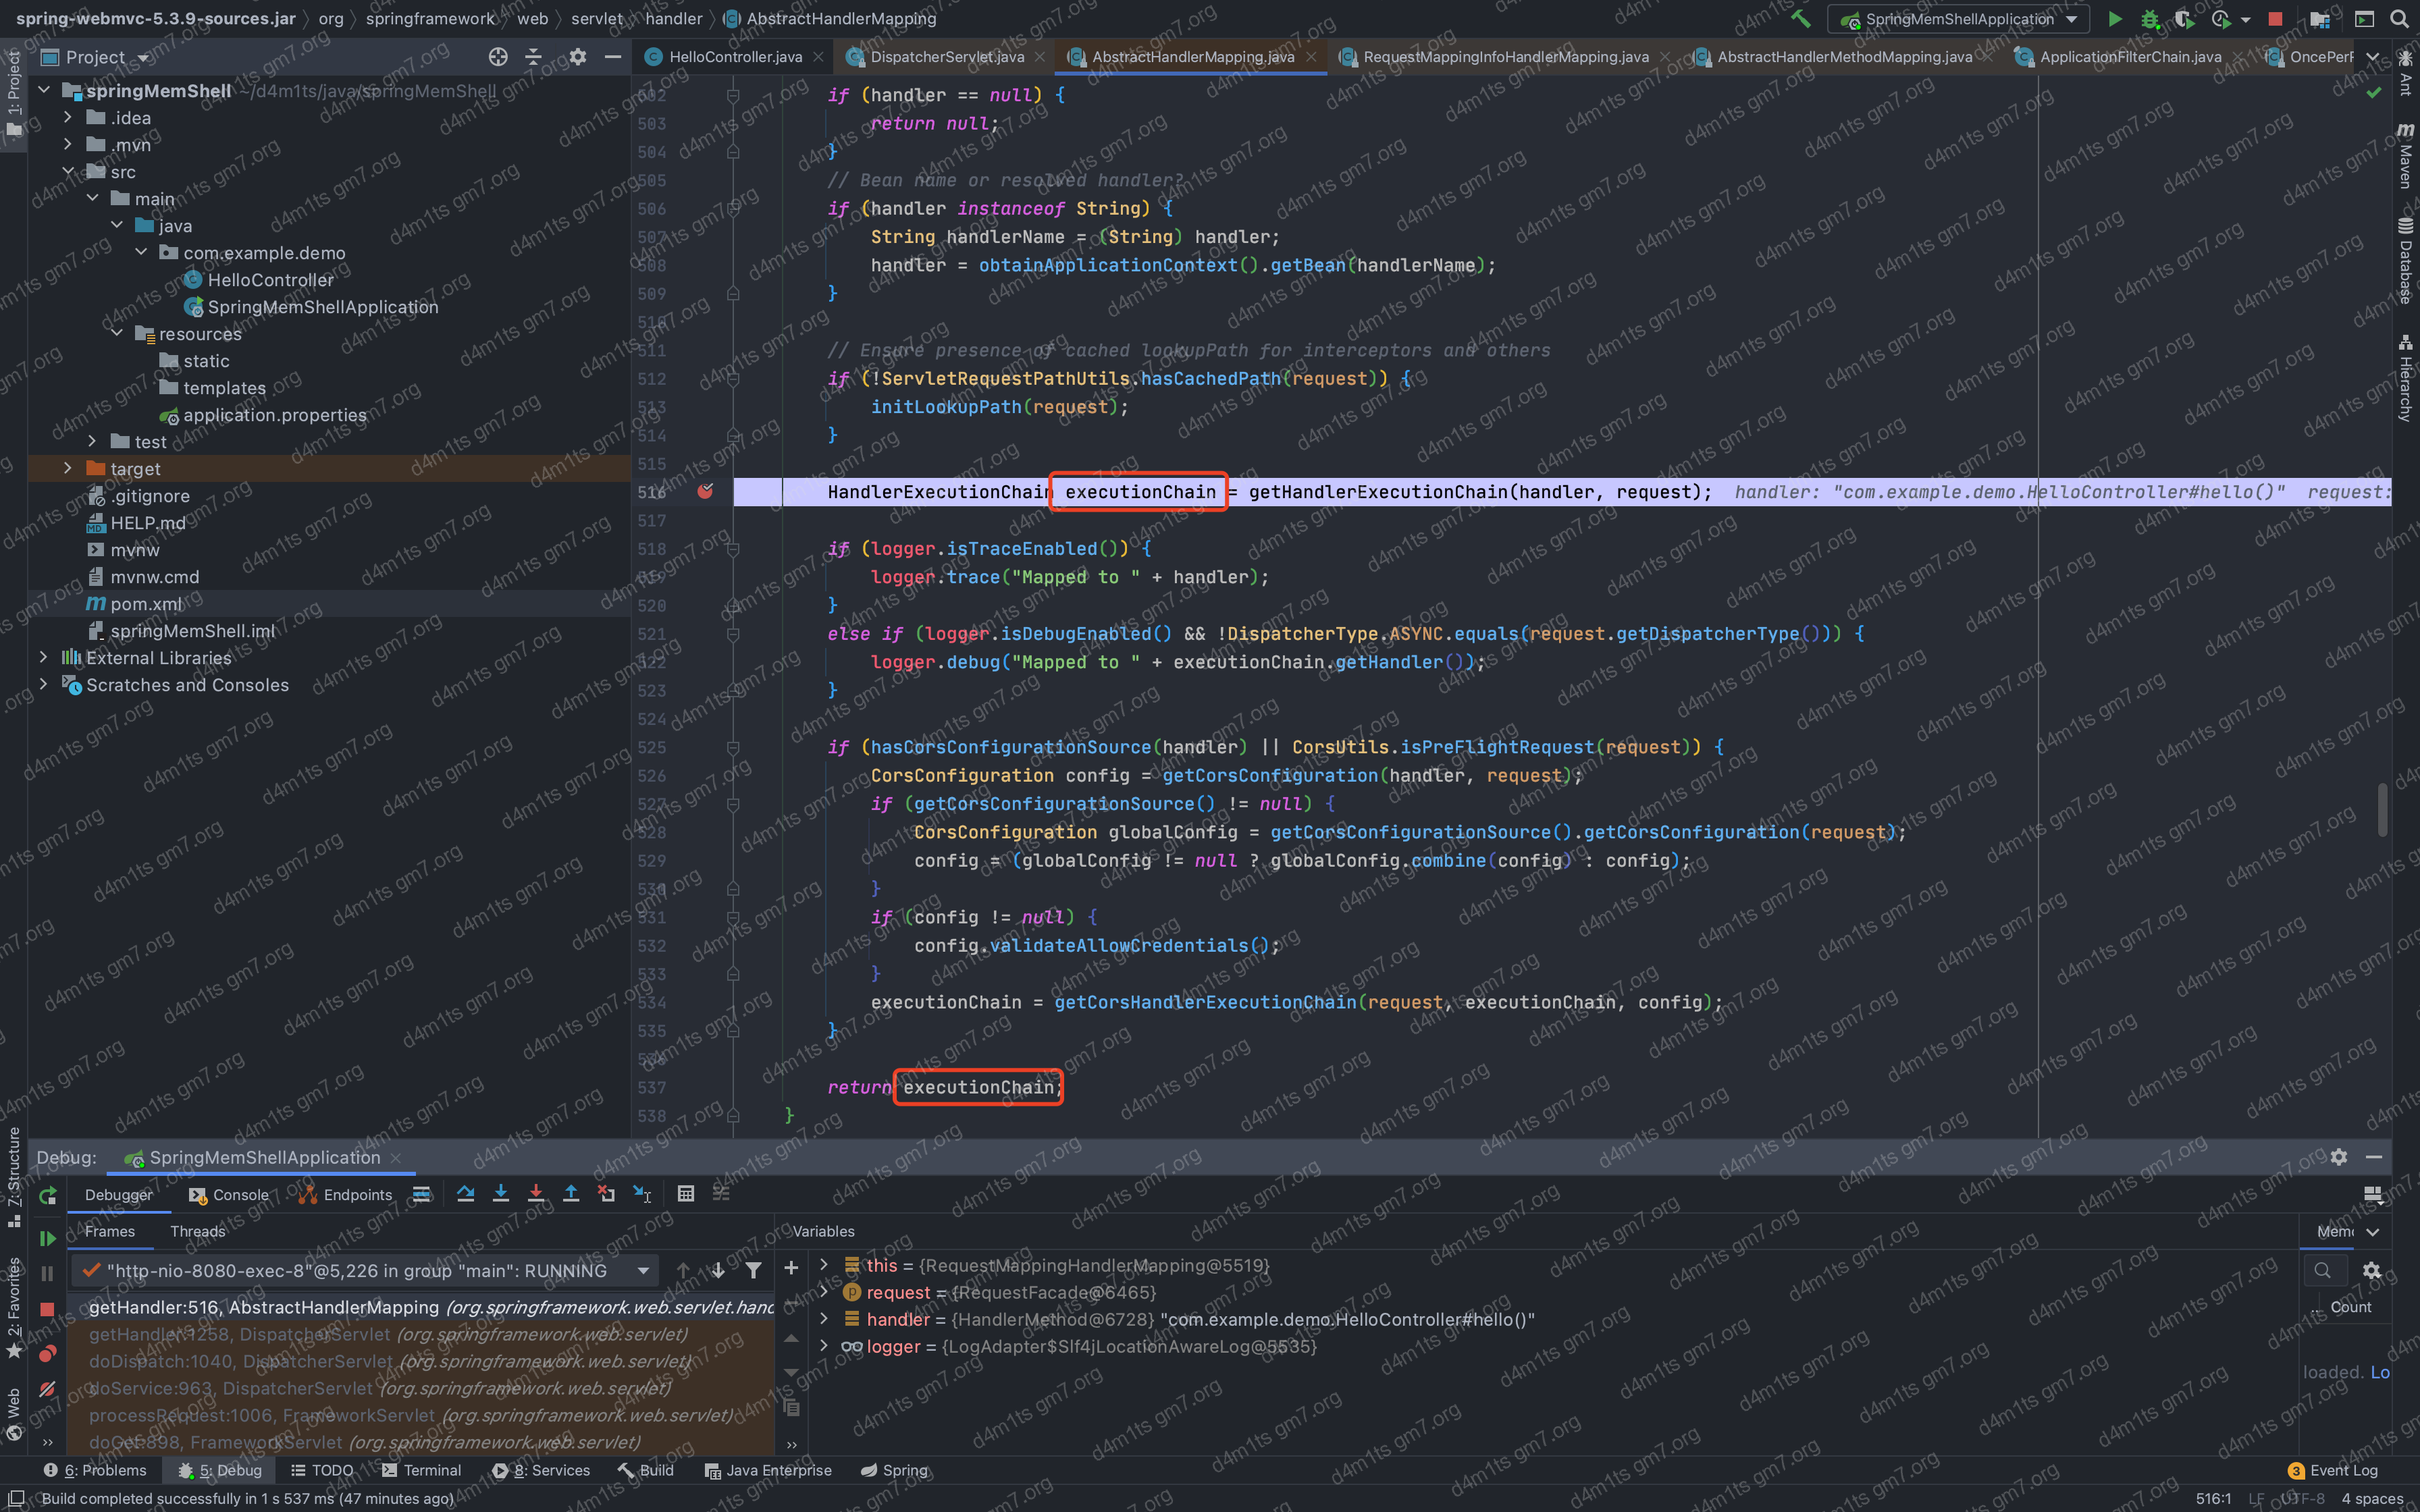 spring-webmvc-5.3.9-sources.jar › org › springframework › web › servlet › handler › AbstractHandlerMapping
SpringMemShellApplication
Project
HelloController.java
DispatcherServlet.java
AbstractHandlerMapping.java
RequestMappingInfoHandlerMapping.java
AbstractHandlerMethodMapping.java
ApplicationFilterChain.java
OncePerF
1: Project
springMemShell ~/d4m1ts/java/springMemShell
.idea
.mvn
src
main
java
com.example.demo
HelloController
SpringMemShellApplication
resources
static
templates
application.properties
test
target
.gitignore
HELP.md
mvnw
mvnw.cmd
pom.xml
springMemShell.iml
External Libraries
Scratches and Consoles
502 if (handler == null) {
503 return null;
504 }
505 // Bean name or resolved handler?
506 if (handler instanceof String) {
507 String handlerName = (String) handler;
508 handler = obtainApplicationContext().getBean(handlerName);
509 }
510
511 // Ensure presence of cached lookupPath for interceptors and others
512 if (!ServletRequestPathUtils.hasCachedPath(request)) {
513 initLookupPath(request);
514 }
515
516 HandlerExecutionChain executionChain = getHandlerExecutionChain(handler, request); handler: "com.example.demo.HelloController#hello()" request:
517
518 if (logger.isTraceEnabled()) {
519 logger.trace("Mapped to " + handler);
520 }
521 else if (logger.isDebugEnabled() && !DispatcherType.ASYNC.equals(request.getDispatcherType())) {
522 logger.debug("Mapped to " + executionChain.getHandler());
523 }
524
525 if (hasCorsConfigurationSource(handler) || CorsUtils.isPreFlightRequest(request)) {
526 CorsConfiguration config = getCorsConfiguration(handler, request);
527 if (getCorsConfigurationSource() != null) {
528 CorsConfiguration globalConfig = getCorsConfigurationSource().getCorsConfiguration(request);
529 config = (globalConfig != null ? globalConfig.combine(config) : config);
530 }
531 if (config != null) {
532 config.validateAllowCredentials();
533 }
534 executionChain = getCorsHandlerExecutionChain(request, executionChain, config);
535 }
536
537 return executionChain;
538 }
Ant
Maven
Database
Hierarchy
Z: Structure
2: Favorites
Web
Debug:
SpringMemShellApplication
Debugger
Console
Endpoints
Frames
Threads
Variables
Mem
"http-nio-8080-exec-8"@5,226 in group "main": RUNNING
getHandler:516, AbstractHandlerMapping (org.springframework.web.servlet.hand
getHandler:1258, DispatcherServlet (org.springframework.web.servlet)
doDispatch:1040, DispatcherServlet (org.springframework.web.servlet)
doService:963, DispatcherServlet (org.springframework.web.servlet)
processRequest:1006, FrameworkServlet (org.springframework.web.servlet)
doGet:898, FrameworkServlet (org.springframework.web.servlet)
this = {RequestMappingHandlerMapping@5519}
request = {RequestFacade@6465}
handler = {HandlerMethod@6728} "com.example.demo.HelloController#hello()"
logger = {LogAdapter$Slf4jLocationAwareLog@5535}
Count
loaded. Lo
6: Problems
5: Debug
TODO
Terminal
8: Services
Build
Java Enterprise
Spring
3 Event Log
Build completed successfully in 1 s 537 ms (47 minutes ago)
516:1 LF UTF-8 4 spaces
d4m1ts gm7.org